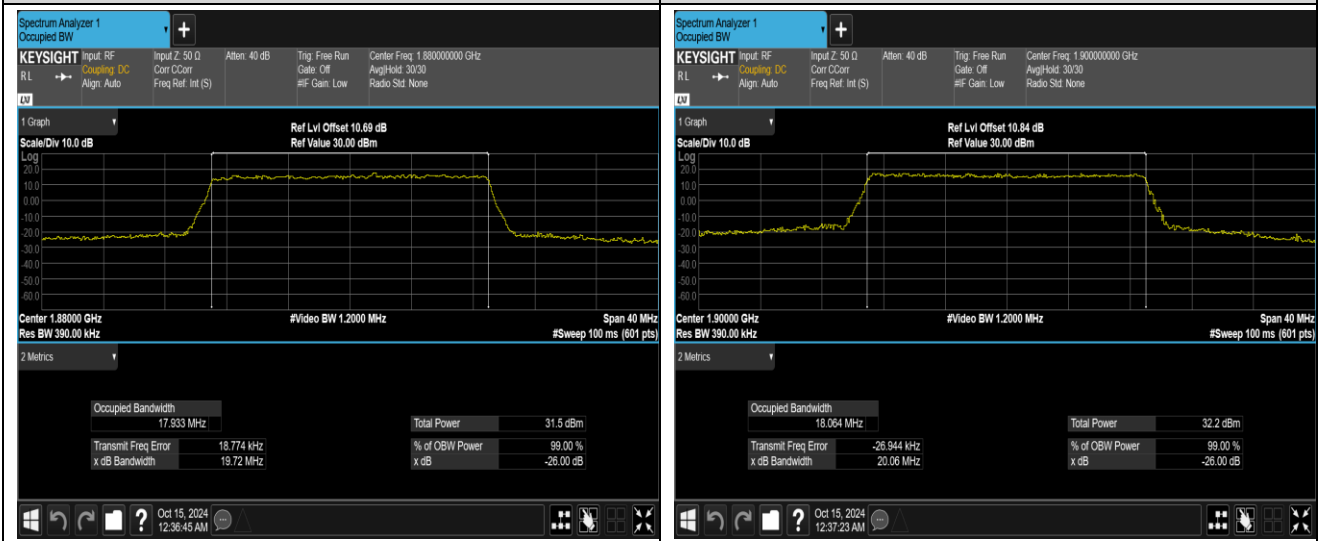 Spectrum Analyzer 1
Occupied BW
+
KEYSIGHT Input: RF Input Z: 50 Ω Atten: 40 dB Trig: Free Run Center Freq: 1.880000000 GHz
RL Coupling: DC Corr CCorr Gate: Off Avg|Hold: 30/30
Align: Auto Freq Ref: Int (S) #IF Gain: Low Radio Std: None
LXI
1 Graph
Ref Lvl Offset 10.69 dB
Scale/Div 10.0 dB Ref Value 30.00 dBm
Log
20.0
10.0
0.00
-10.0
-20.0
-30.0
-40.0
-50.0
-60.0
Center 1.88000 GHz #Video BW 1.2000 MHz Span 40 MHz
Res BW 390.00 kHz #Sweep 100 ms (601 pts)
2 Metrics
Occupied Bandwidth
17.933 MHz Total Power 31.5 dBm
Transmit Freq Error 18.774 kHz % of OBW Power 99.00 %
x dB Bandwidth 19.72 MHz x dB -26.00 dB
? Oct 15, 2024
12:36:45 AM
Spectrum Analyzer 1
Occupied BW
+
KEYSIGHT Input: RF Input Z: 50 Ω Atten: 40 dB Trig: Free Run Center Freq: 1.900000000 GHz
RL Coupling: DC Corr CCorr Gate: Off Avg|Hold: 30/30
Align: Auto Freq Ref: Int (S) #IF Gain: Low Radio Std: None
LXI
1 Graph
Ref Lvl Offset 10.84 dB
Scale/Div 10.0 dB Ref Value 30.00 dBm
Log
20.0
10.0
0.00
-10.0
-20.0
-30.0
-40.0
-50.0
-60.0
Center 1.90000 GHz #Video BW 1.2000 MHz Span 40 MHz
Res BW 390.00 kHz #Sweep 100 ms (601 pts)
2 Metrics
Occupied Bandwidth
18.064 MHz Total Power 32.2 dBm
Transmit Freq Error -26.944 kHz % of OBW Power 99.00 %
x dB Bandwidth 20.06 MHz x dB -26.00 dB
? Oct 15, 2024
12:37:23 AM